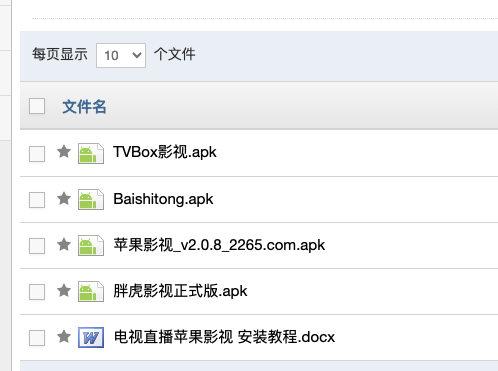 每页显示 10 个文件
文件名
TVBox影视.apk
Baishitong.apk
苹果影视_v2.0.8_2265.com.apk
胖虎影视正式版.apk
电视直播苹果影视 安装教程.docx